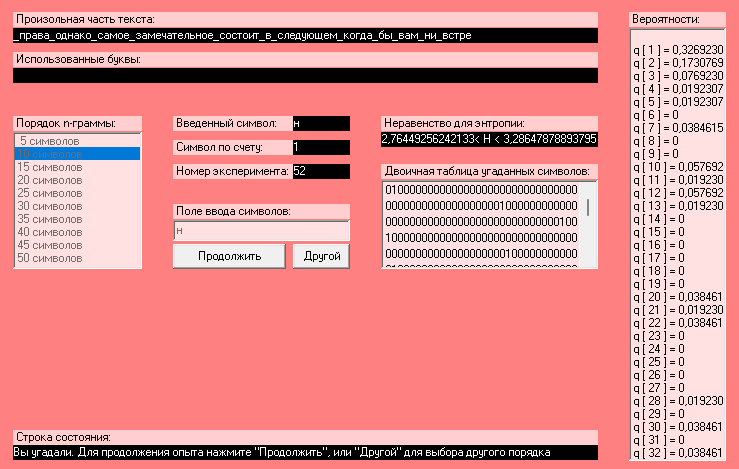 Произольная часть текста:
_права_однако_самое_замечательное_состоит_в_следующем_когда_бы_вам_ни_встре
Использованные буквы:
Порядок n-граммы:
5 символов
10 символов
15 символов
20 символов
25 символов
30 символов
35 символов
40 символов
45 символов
50 символов
Введенный символ: н
Символ по счету: 1
Номер эксперимента: 52
Поле ввода символов:
н
Продолжить Другой
Неравенство для энтропии:
2,76449256242133< H < 3,28647878893795
Двоичная таблица угаданных символов:
01000000000000000000000000000000
00000000000000000001000000000000
00000000000000000000000000000100
10000000000000000000000000000000
00000000000000000000100000000000
Вероятности:
q [ 1 ] = 0,3269230
q [ 2 ] = 0,1730769
q [ 3 ] = 0,0769230
q [ 4 ] = 0,0192307
q [ 5 ] = 0,0192307
q [ 6 ] = 0
q [ 7 ] = 0,0384615
q [ 8 ] = 0
q [ 9 ] = 0
q [ 10 ] = 0,057692
q [ 11 ] = 0,019230
q [ 12 ] = 0,057692
q [ 13 ] = 0,019230
q [ 14 ] = 0
q [ 15 ] = 0
q [ 16 ] = 0
q [ 17 ] = 0
q [ 18 ] = 0
q [ 19 ] = 0
q [ 20 ] = 0,038461
q [ 21 ] = 0,019230
q [ 22 ] = 0,038461
q [ 23 ] = 0
q [ 24 ] = 0
q [ 25 ] = 0
q [ 26 ] = 0
q [ 27 ] = 0
q [ 28 ] = 0,019230
q [ 29 ] = 0
q [ 30 ] = 0,038461
q [ 31 ] = 0
q [ 32 ] = 0,038461
Строка состояния:
Вы угадали. Для продолжения опыта нажмите "Продолжить", или "Другой" для выбора другого порядка